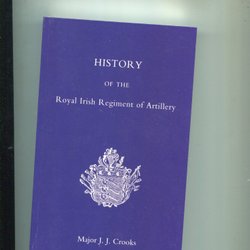 HISTORY
OF THE
Royal Irish Regiment of Artillery
Major J. J. Crooks